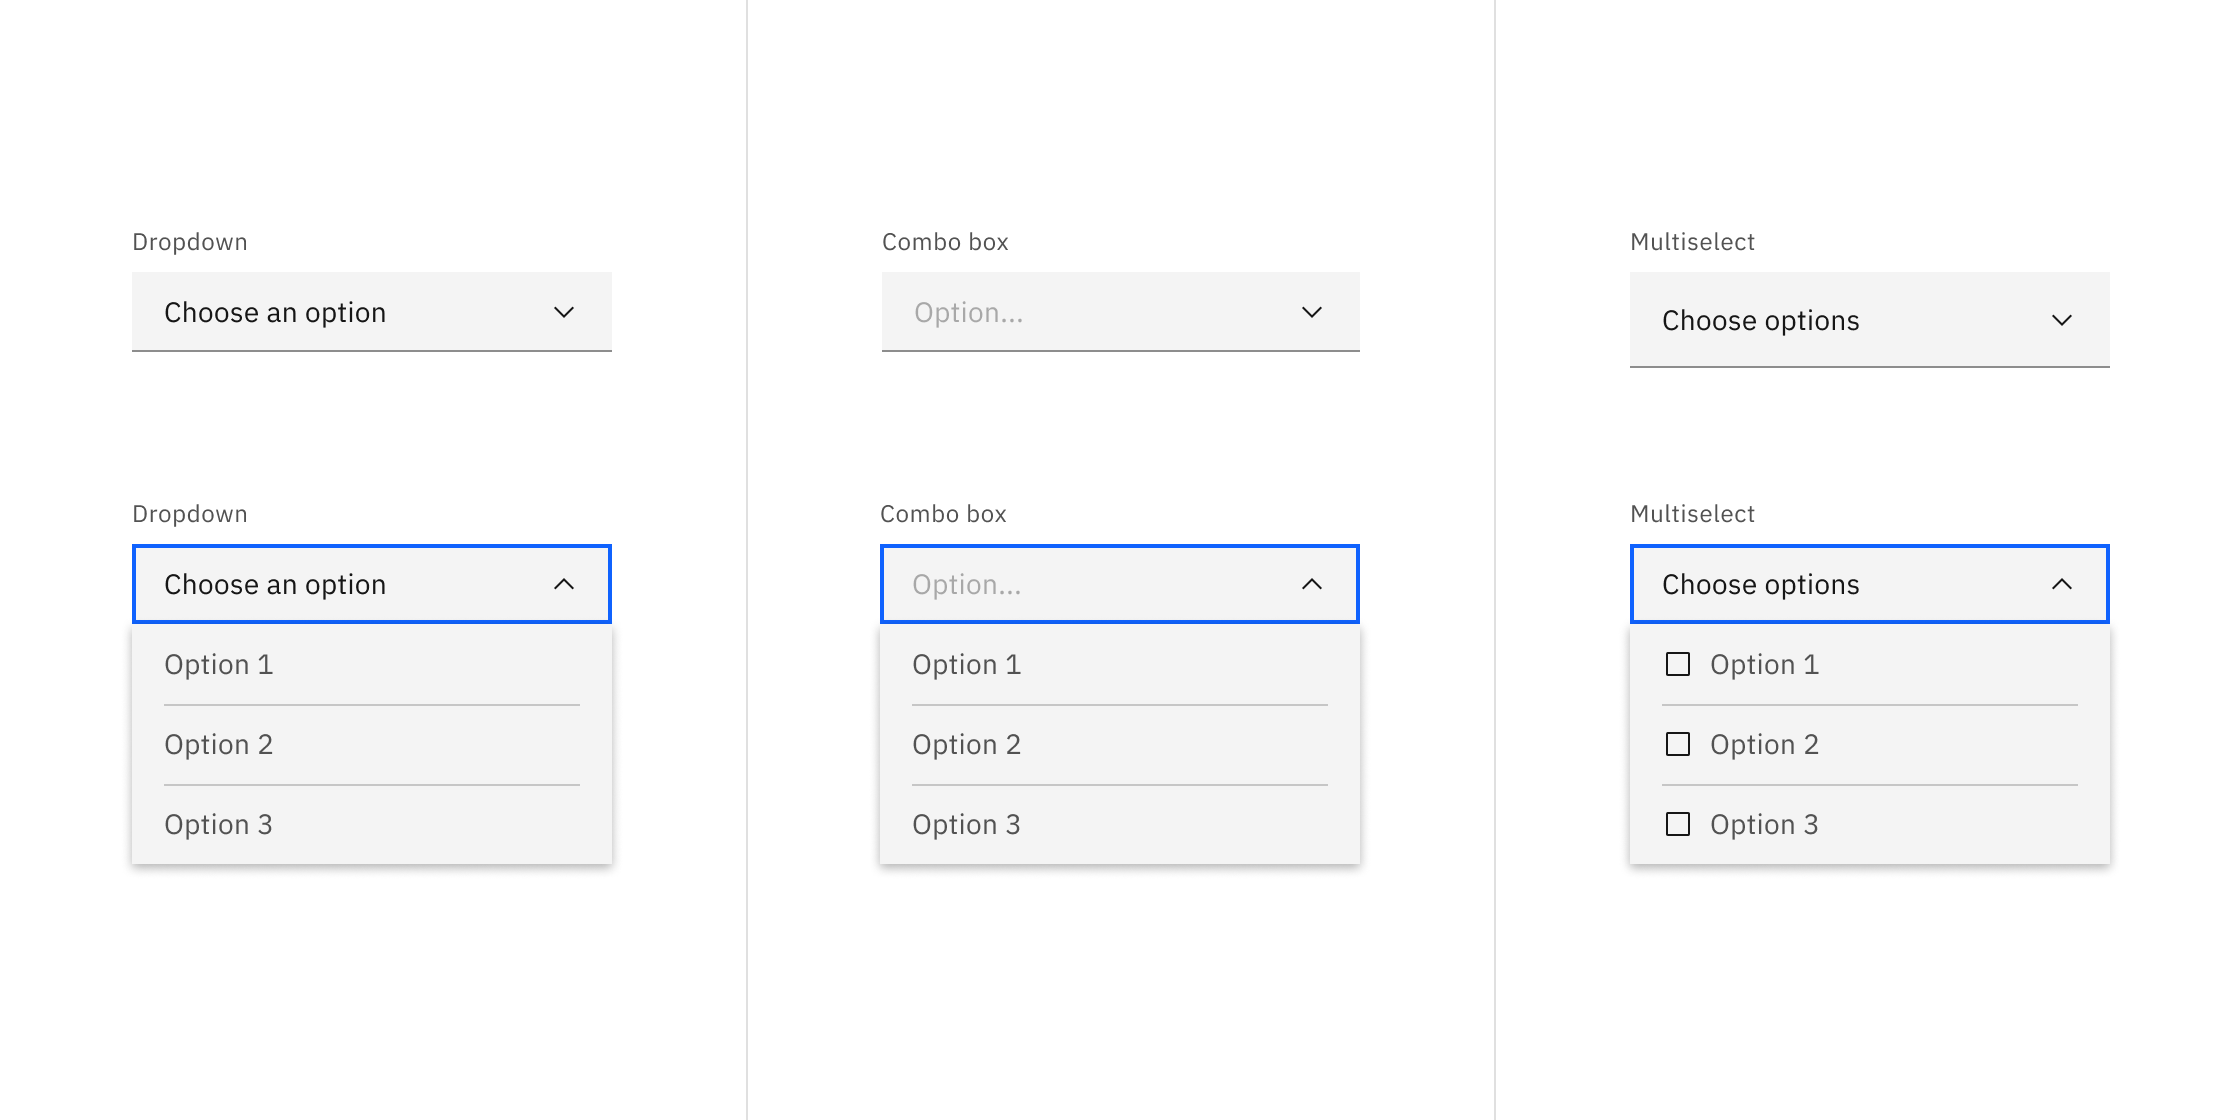 Dropdown
Choose an option
Dropdown
Choose an option
Option 1
Option 2
Option 3
Combo box
Option...
Combo box
Option...
Option 1
Option 2
Option 3
Multiselect
Choose options
Multiselect
Choose options
Option 1
Option 2
Option 3